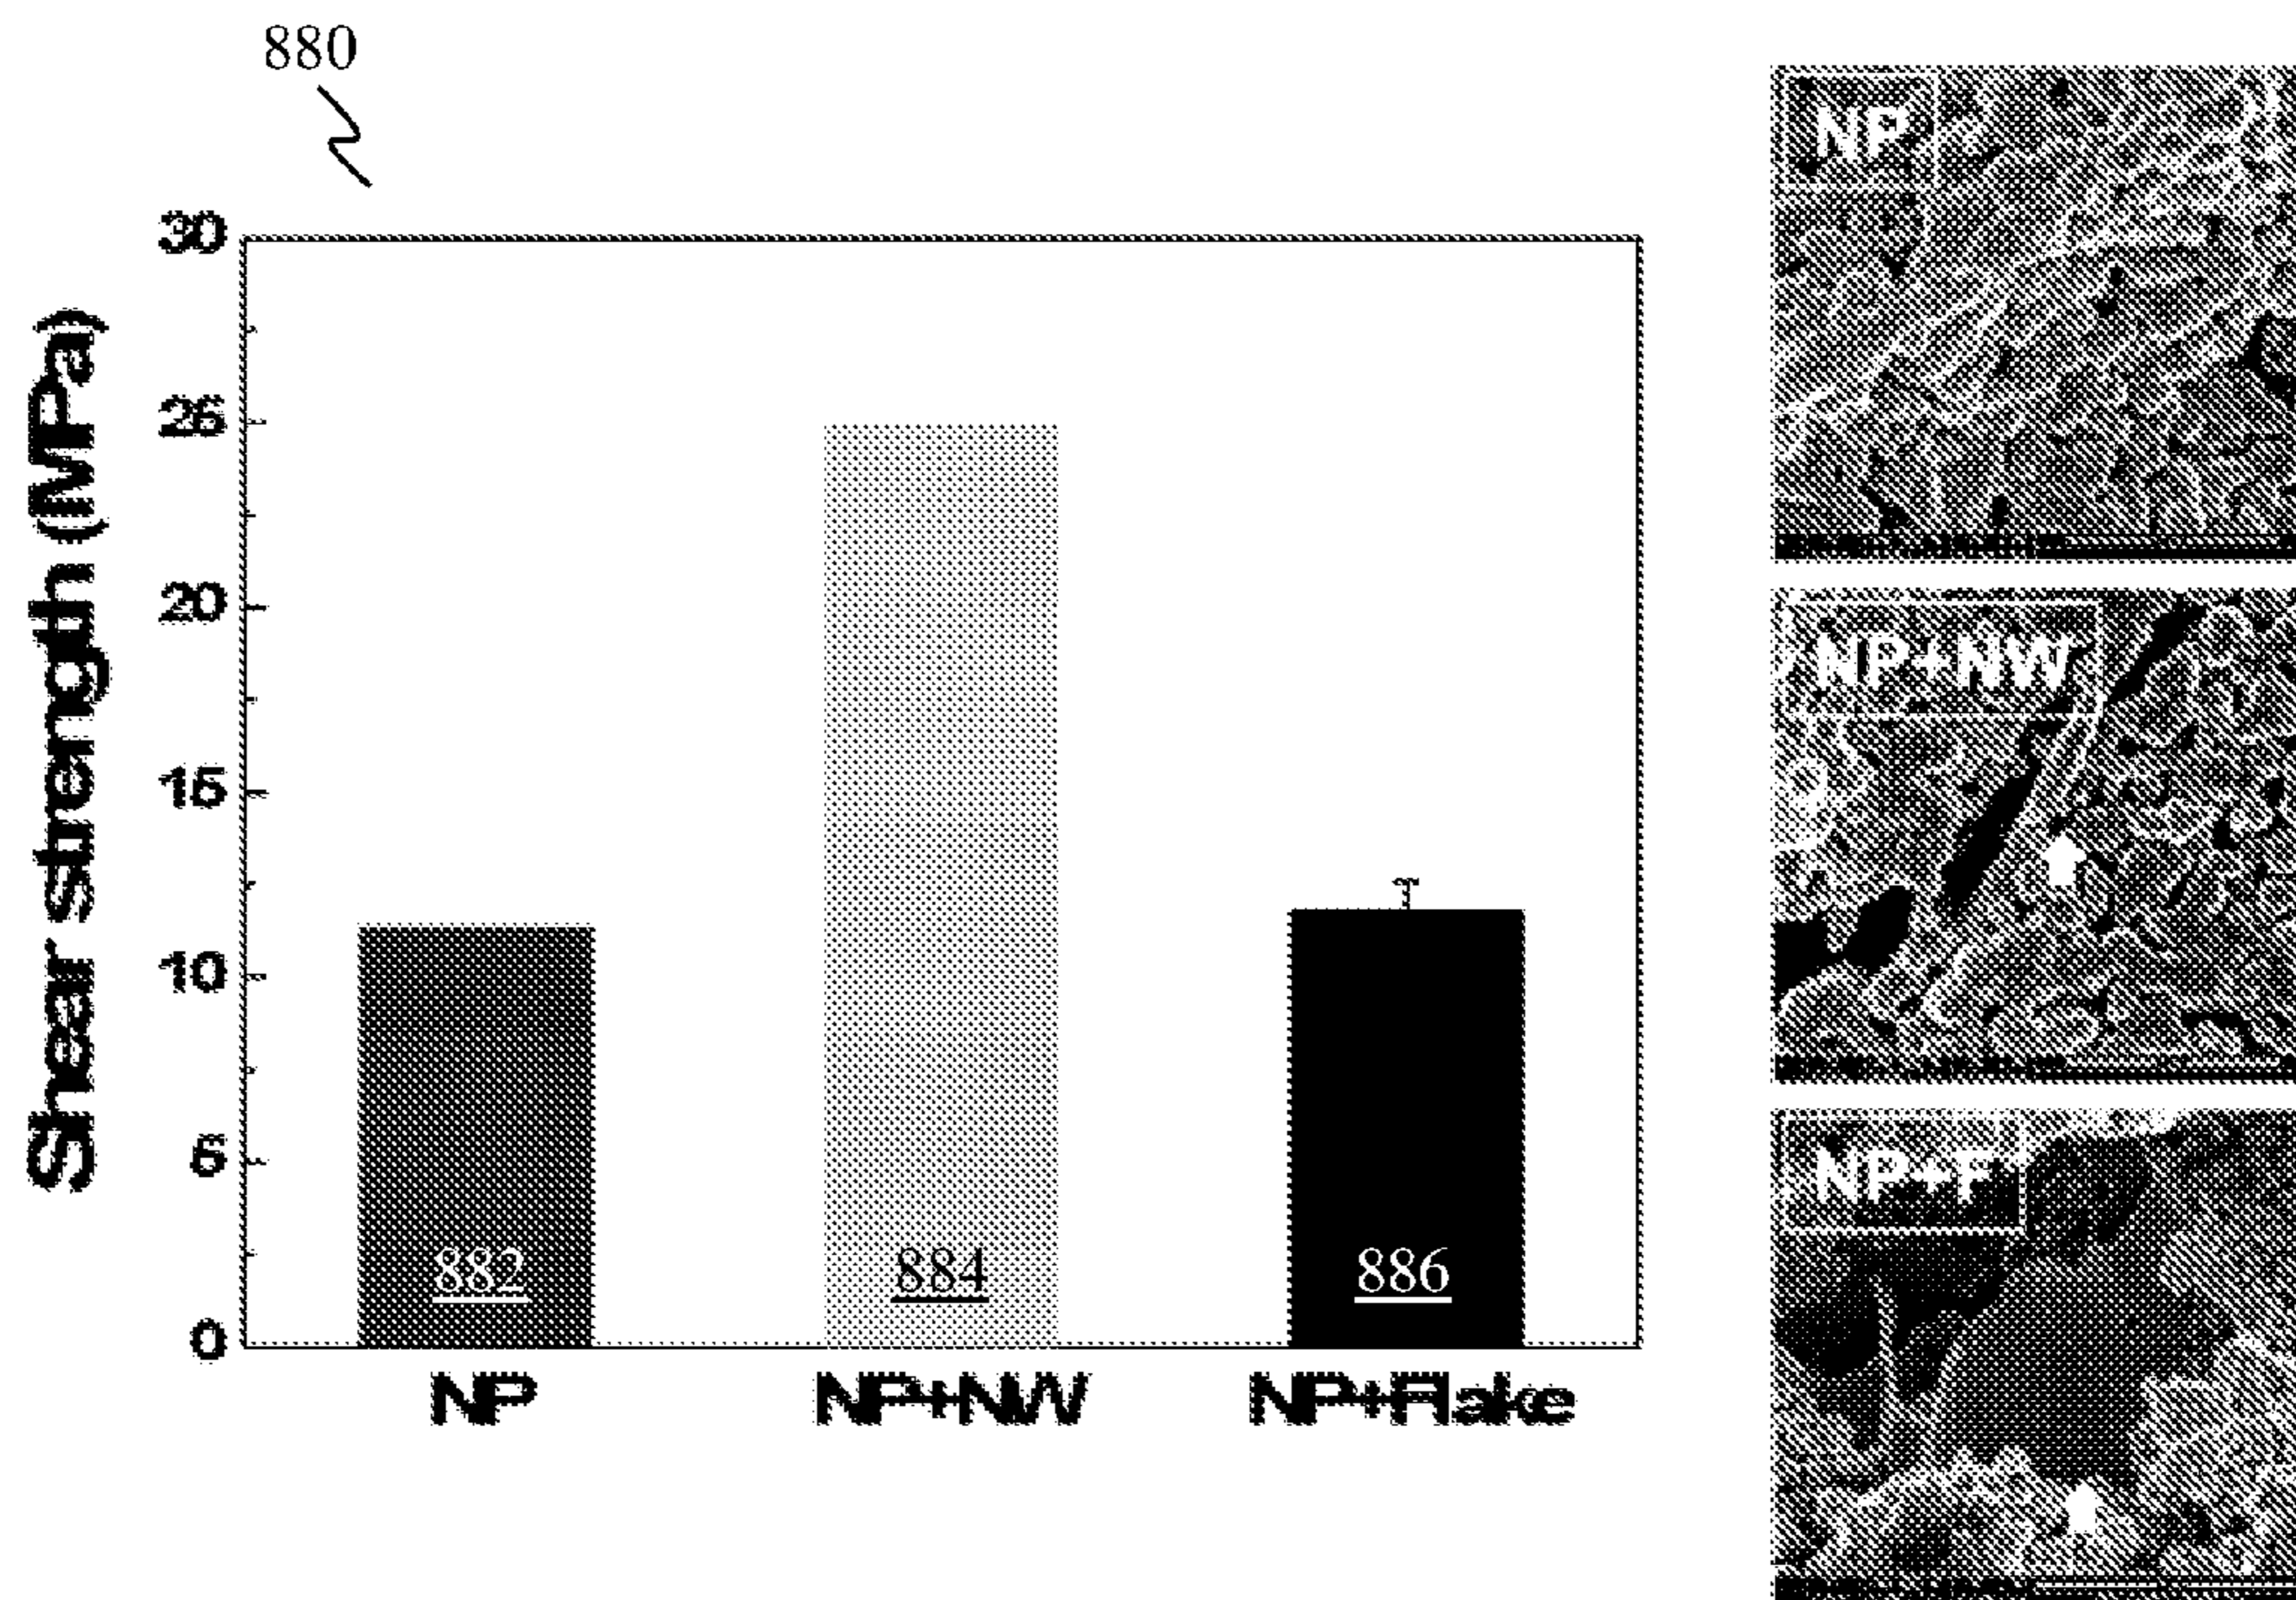 880
30
25
20
15
10
5
0
Shear strength (MPa)
882
884
886
NP
NP+NW
NP+Flake
NP
NP+NW
NP+F